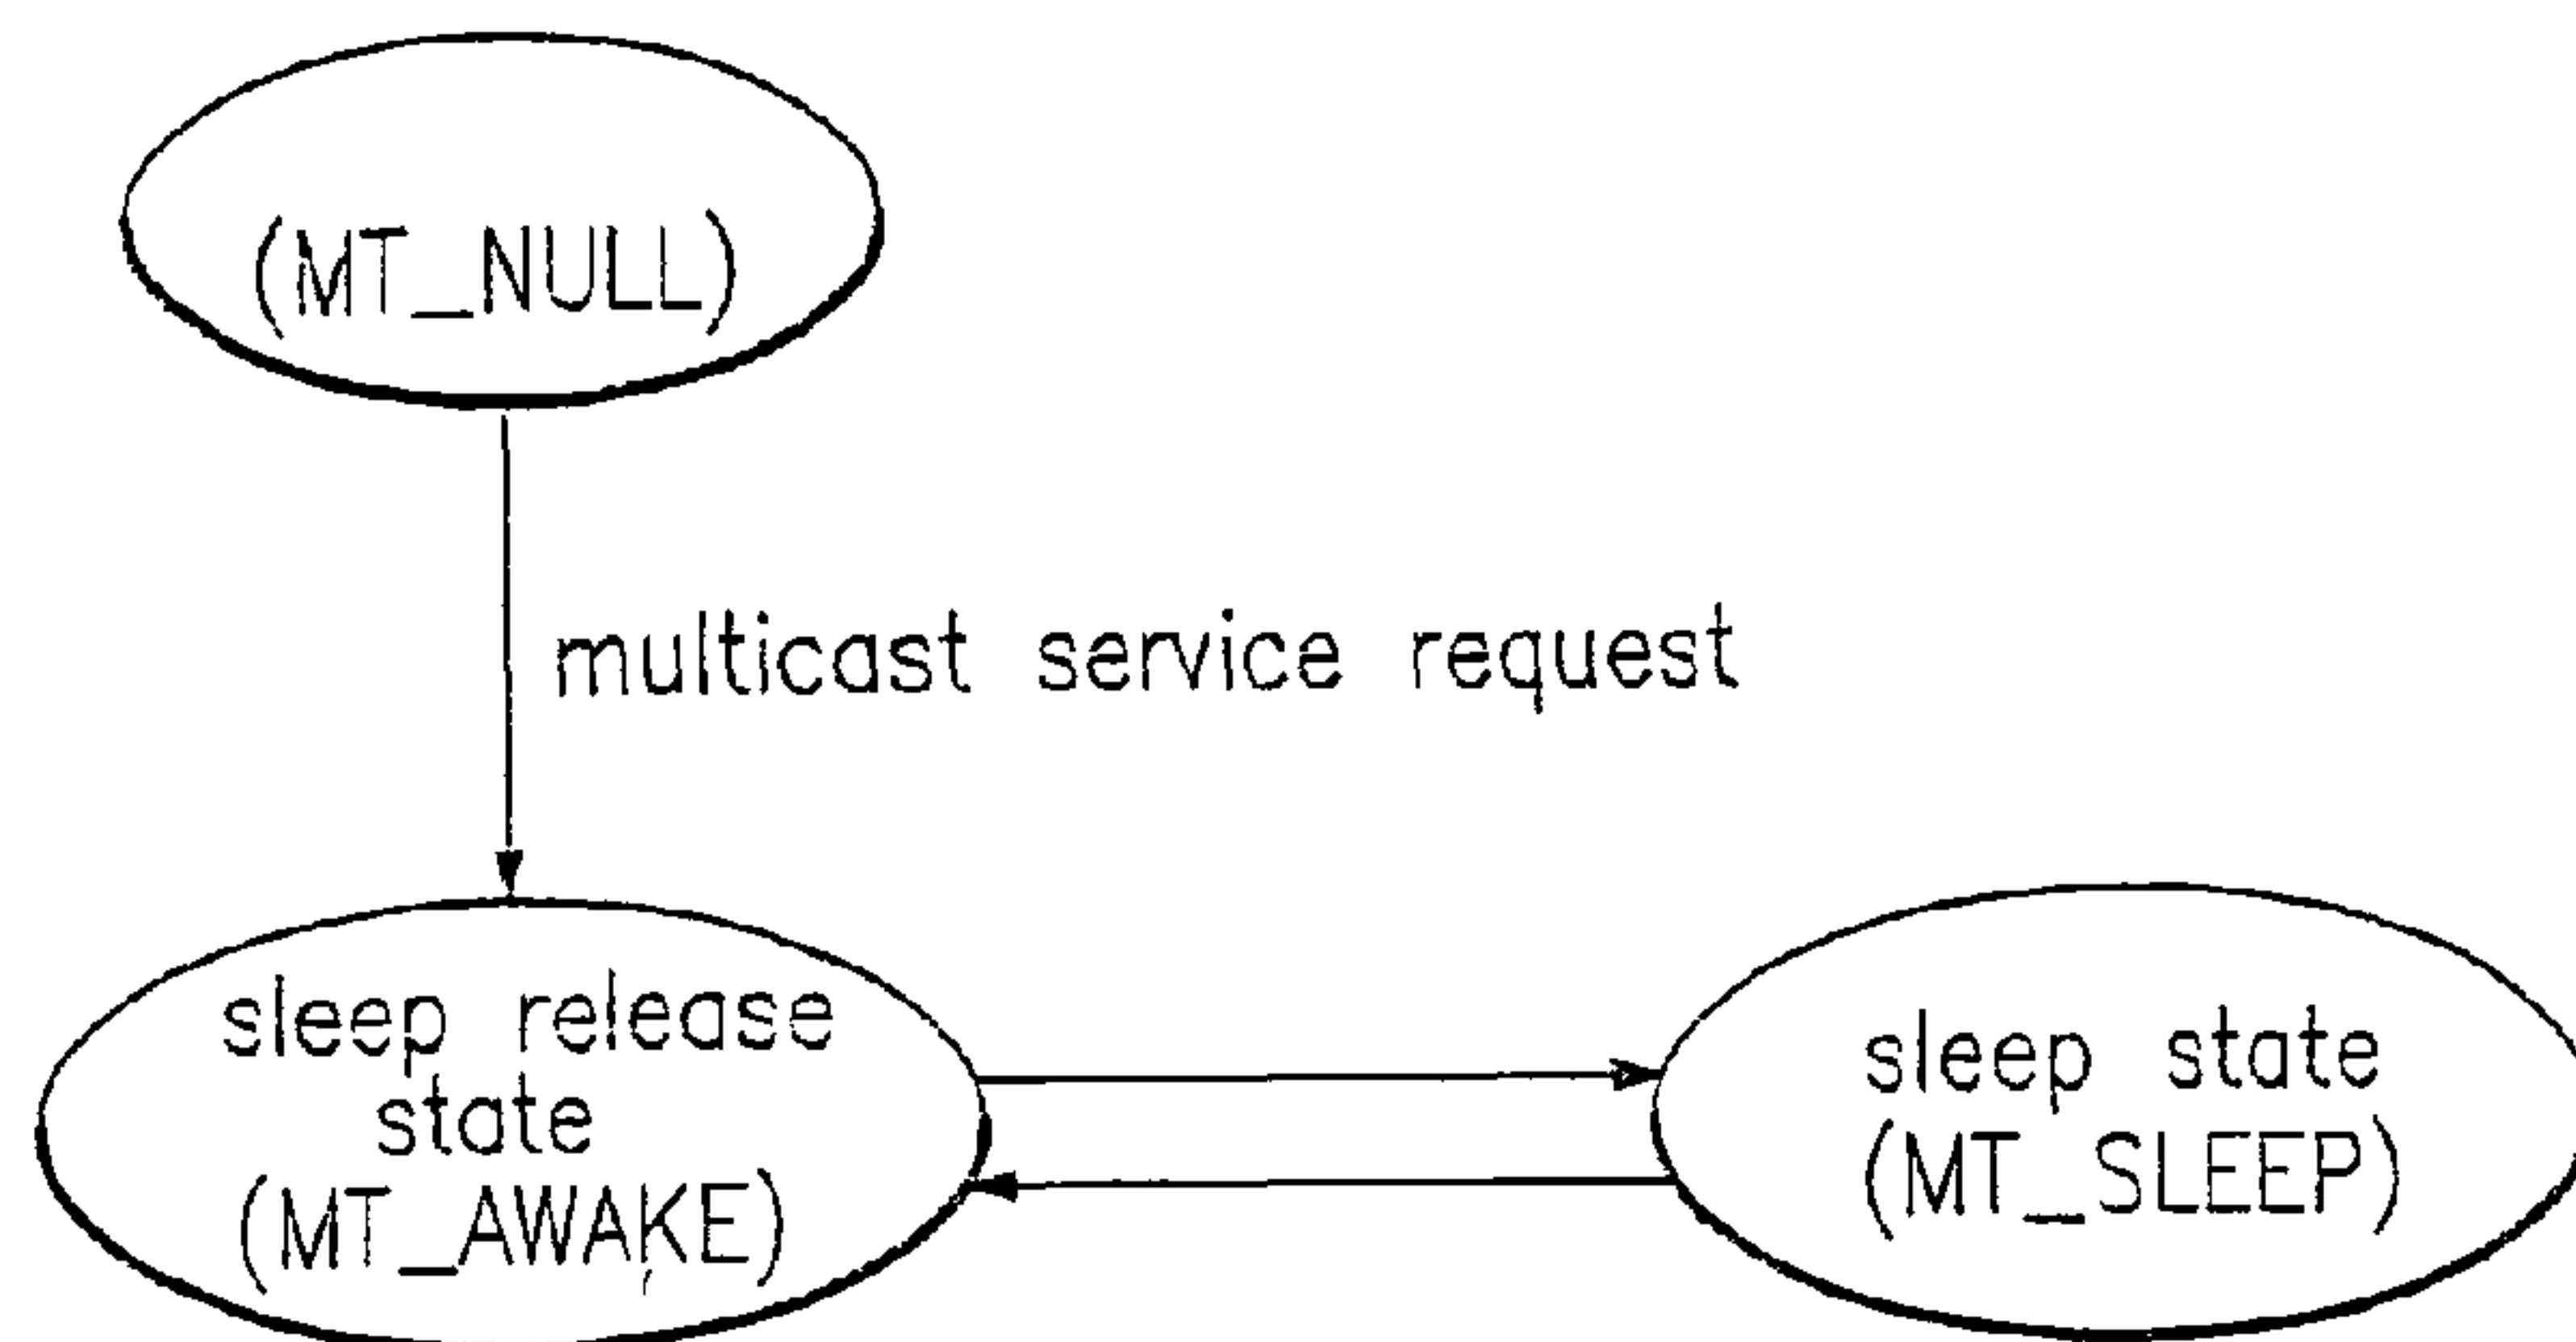 (MT_NULL)
multicast service request
sleep release
state
(MT_AWAKE)
sleep state
(MT_SLEEP)